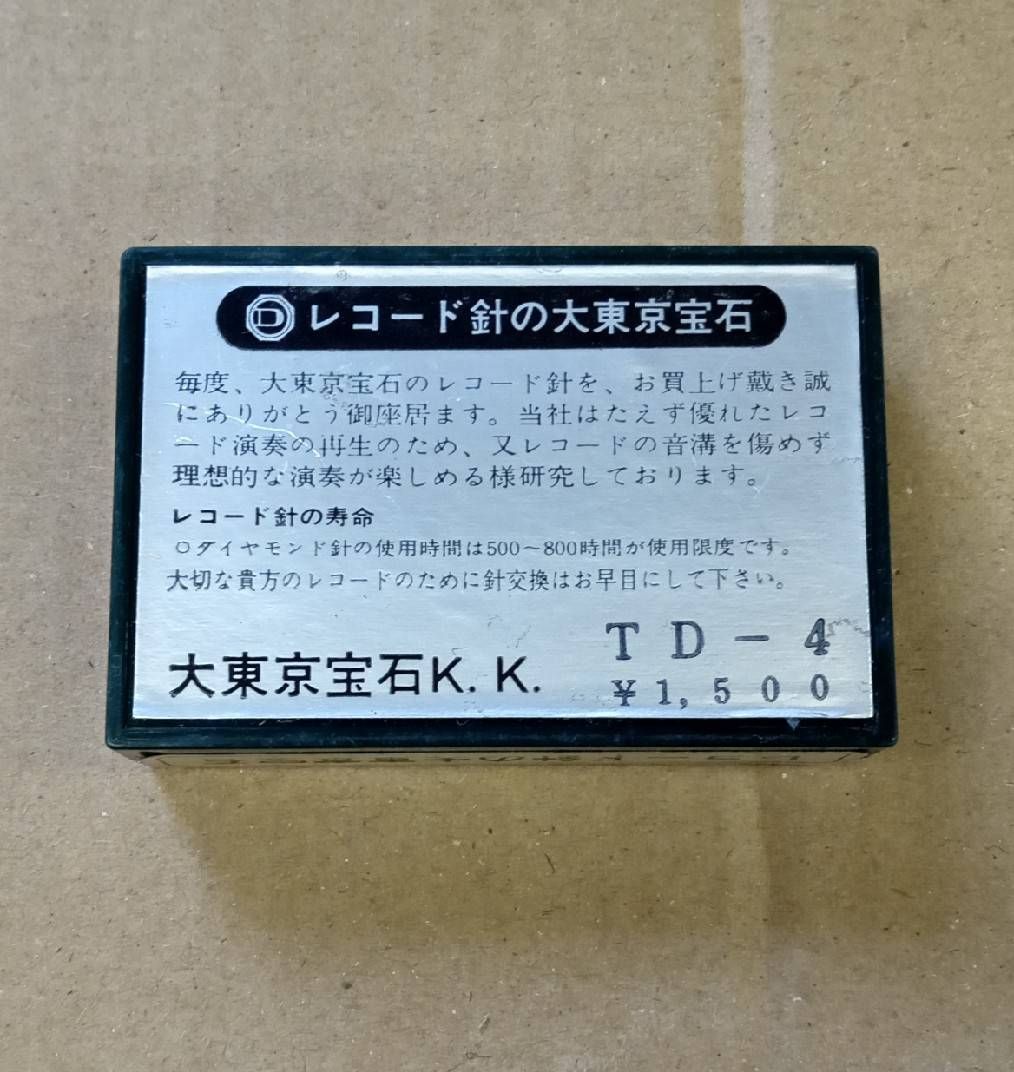 D レコード針の大東京宝石
毎度、大東京宝石のレコード針を、お買上げ戴き誠
にありがとう御座居ます。当社はたえず優れたレコ
ード演奏の再生のため、又レコードの音溝を傷めず
理想的な演奏が楽しめる様研究しております。
レコード針の寿命
○ダイヤモンド針の使用時間は500〜800時間が使用限度です。
大切な貴方のレコードのために針交換はお早目にして下さい。
TD-4
大東京宝石K.K.
¥1,500